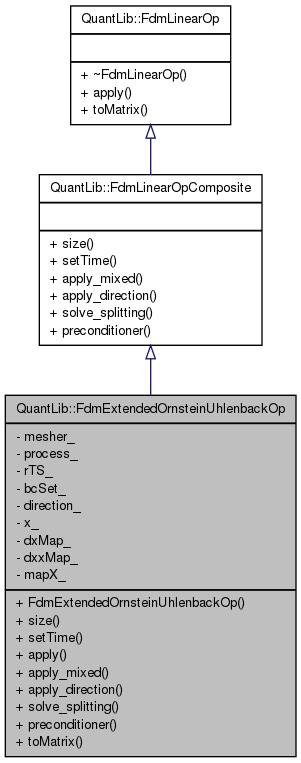 QuantLib::FdmLinearOp
+ ~FdmLinearOp()
+ apply()
+ toMatrix()
QuantLib::FdmLinearOpComposite
+ size()
+ setTime()
+ apply_mixed()
+ apply_direction()
+ solve_splitting()
+ preconditioner()
QuantLib::FdmExtendedOrnsteinUhlenbackOp
- mesher_
- process_
- rTS_
- bcSet_
- direction_
- x_
- dxMap_
- dxxMap_
- mapX_
+ FdmExtendedOrnsteinUhlenbackOp()
+ size()
+ setTime()
+ apply()
+ apply_mixed()
+ apply_direction()
+ solve_splitting()
+ preconditioner()
+ toMatrix()